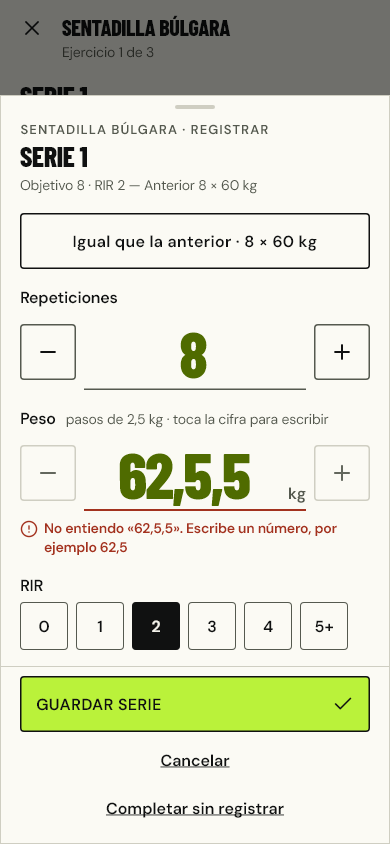 SENTADILLA BÚLGARA
Ejercicio 1 de 3
SERIE 1
SENTADILLA BÚLGARA · REGISTRAR
SERIE 1
Objetivo 8 · RIR 2 — Anterior 8 × 60 kg
Igual que la anterior · 8 × 60 kg
Repeticiones
− 8 +
Peso pasos de 2,5 kg · toca la cifra para escribir
− 62,5,5 kg +
No entiendo «62,5,5». Escribe un número, por
ejemplo 62,5
RIR
0 1 2 3 4 5+
GUARDAR SERIE
Cancelar
Completar sin registrar